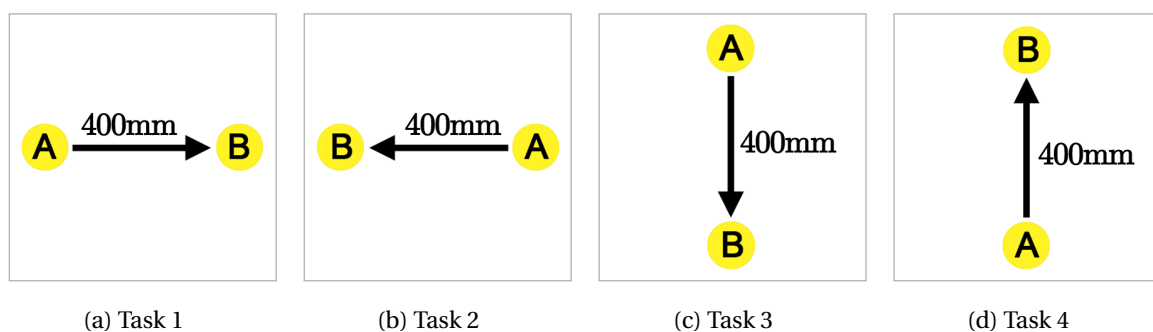 A 400mm B
B 400mm A
A
400mm
B
B
400mm
A
(a) Task 1
(b) Task 2
(c) Task 3
(d) Task 4